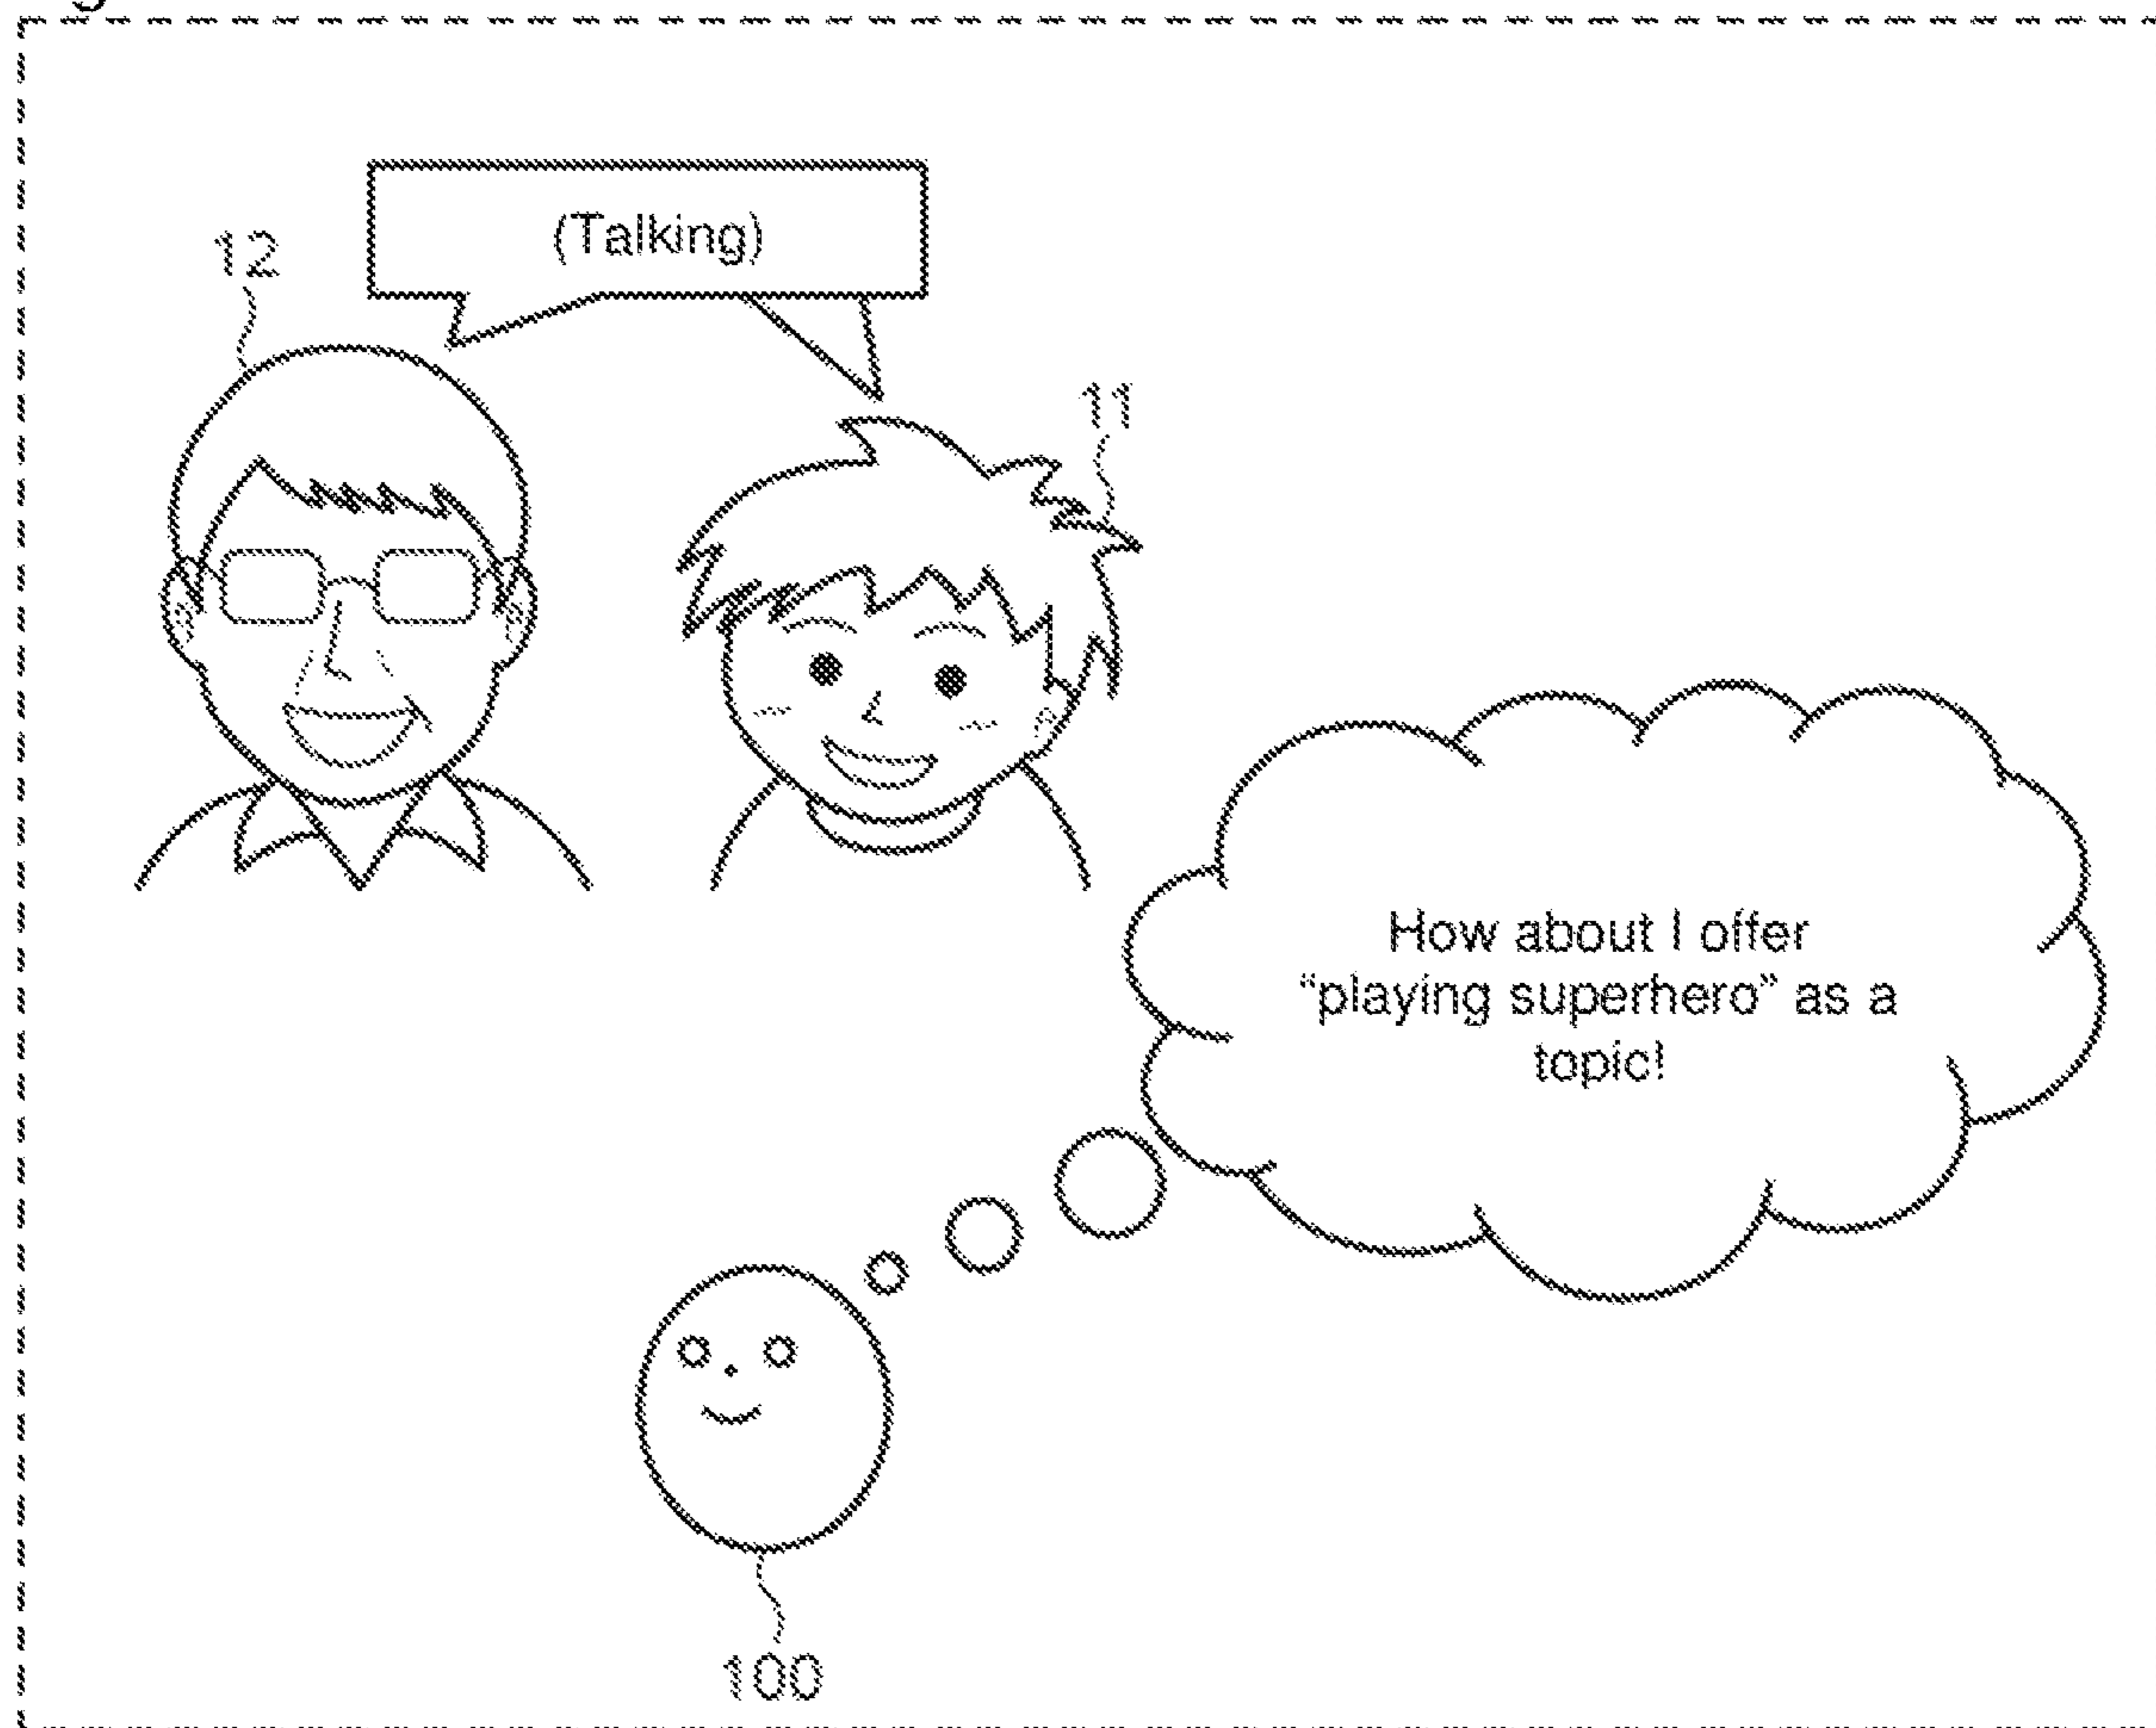 (Talking)
12
11
How about I offer
“playing superhero” as a
topic!
100